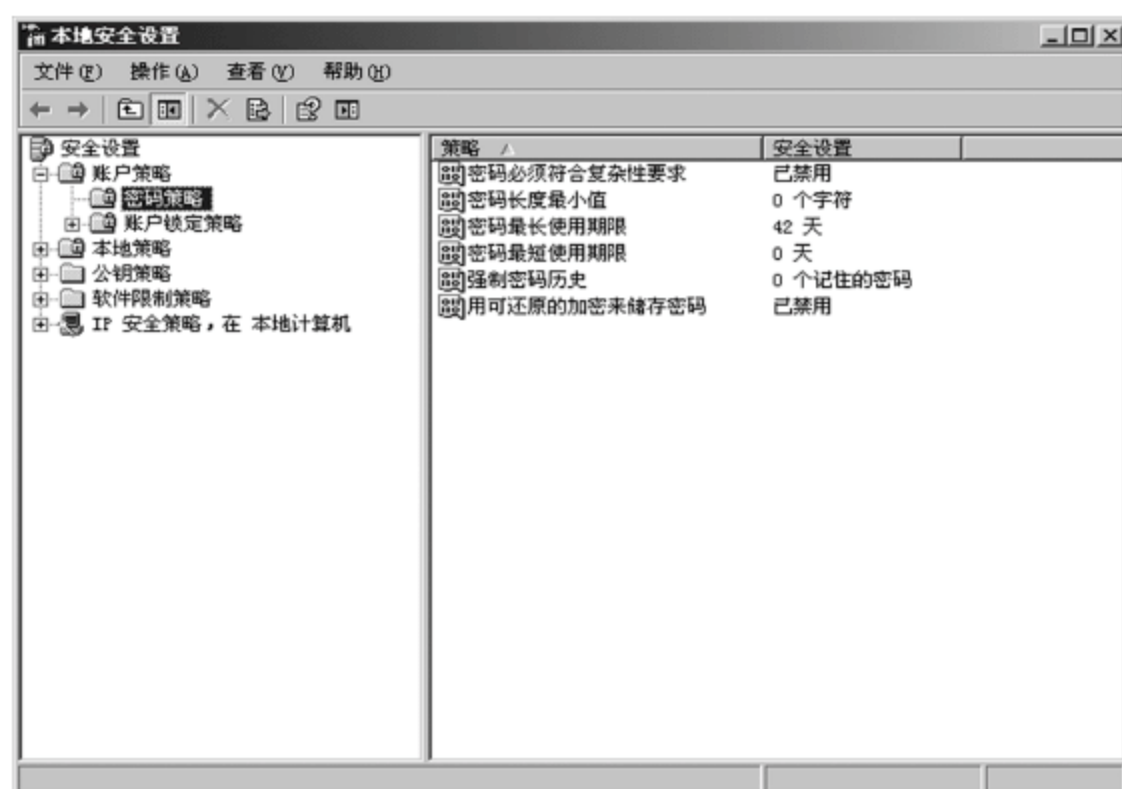 本地安全设置
文件(F) 操作(A) 查看(V) 帮助(H)
安全设置
账户策略
密码策略
账户锁定策略
本地策略
公钥策略
软件限制策略
IP 安全策略，在 本地计算机
策略 安全设置
密码必须符合复杂性要求 已禁用
密码长度最小值 0 个字符
密码最长使用期限 42 天
密码最短使用期限 0 天
强制密码历史 0 个记住的密码
用可还原的加密来储存密码 已禁用